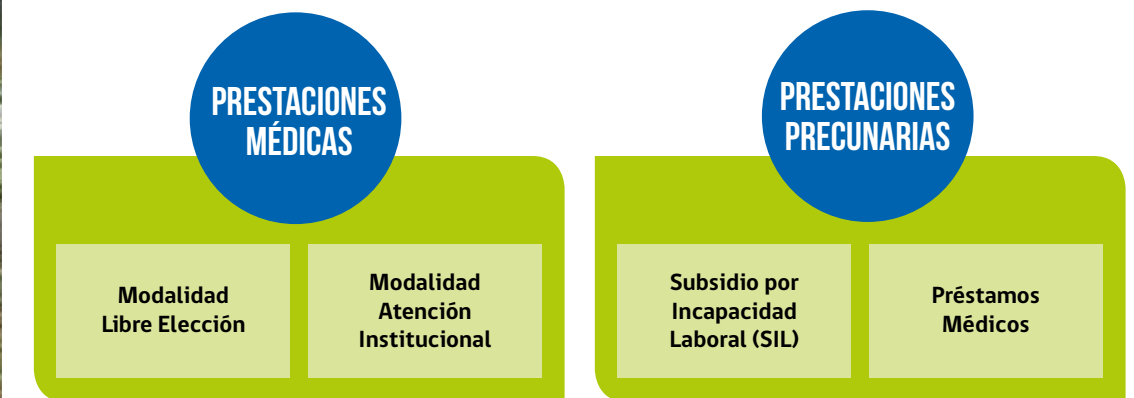 PRESTACIONES
MÉDICAS
Modalidad
Libre Elección
Modalidad
Atención
Institucional
PRESTACIONES
PRECUNARIAS
Subsidio por
Incapacidad
Laboral (SIL)
Préstamos
Médicos